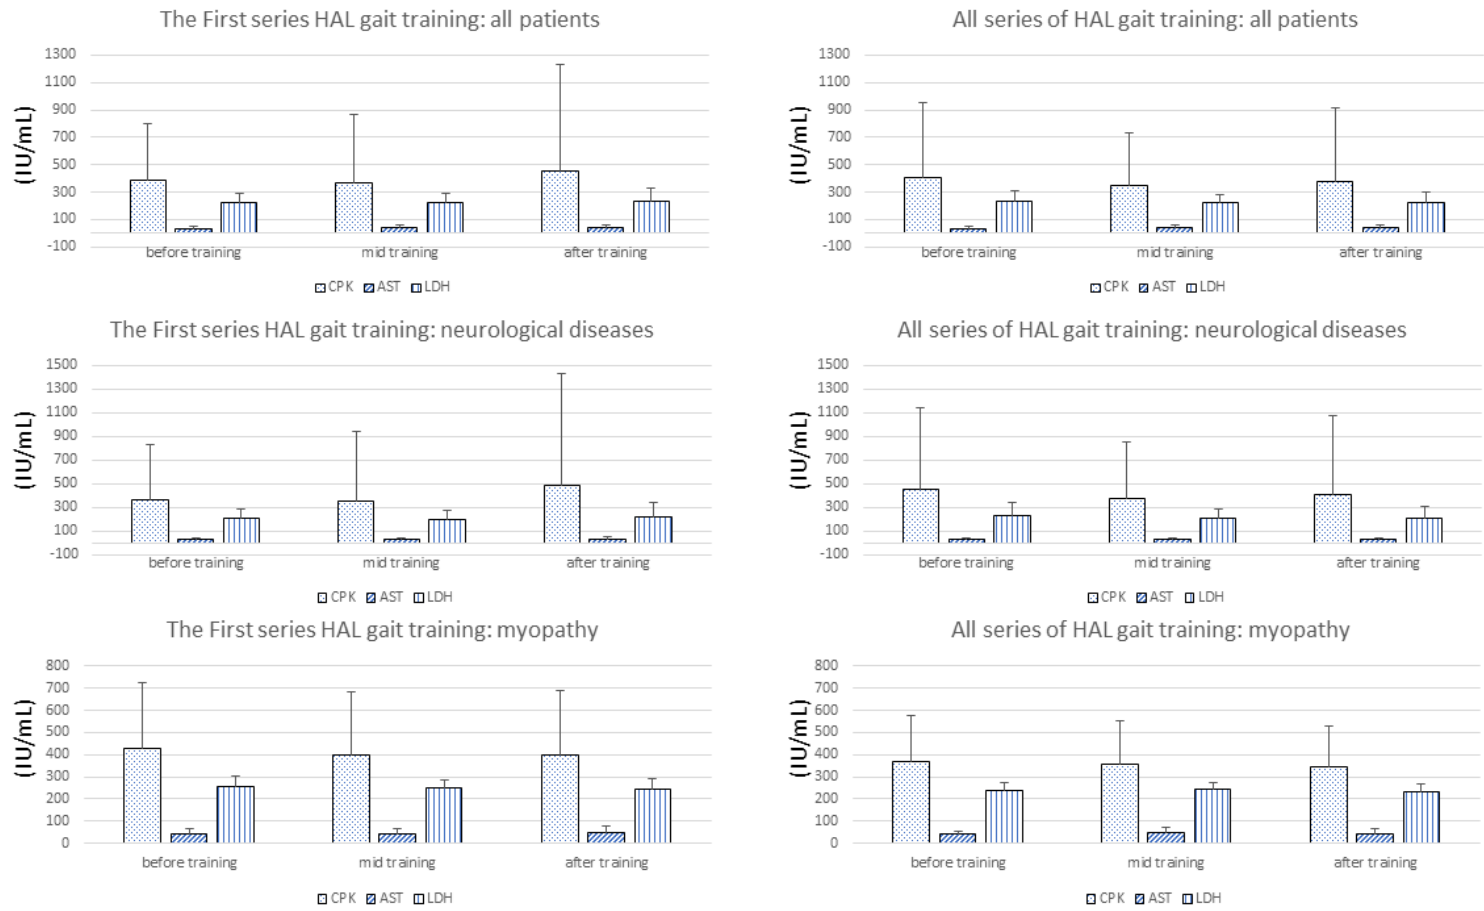 The First series HAL gait training: all patients
(IU/mL)
1300
1100
900
700
500
300
100
-100
before training mid training after training
CPK AST LDH
All series of HAL gait training: all patients
(IU/mL)
1300
1100
900
700
500
300
100
-100
before training mid training after training
CPK AST LDH
The First series HAL gait training: neurological diseases
(IU/mL)
1500
1300
1100
900
700
500
300
100
-100
before training mid training after training
CPK AST LDH
All series of HAL gait training: neurological diseases
(IU/mL)
1500
1300
1100
900
700
500
300
100
-100
before training mid training after training
CPK AST LDH
The First series HAL gait training: myopathy
(IU/mL)
800
700
600
500
400
300
200
100
0
before training mid training after training
CPK AST LDH
All series of HAL gait training: myopathy
(IU/mL)
800
700
600
500
400
300
200
100
0
before training mid training after training
CPK AST LDH